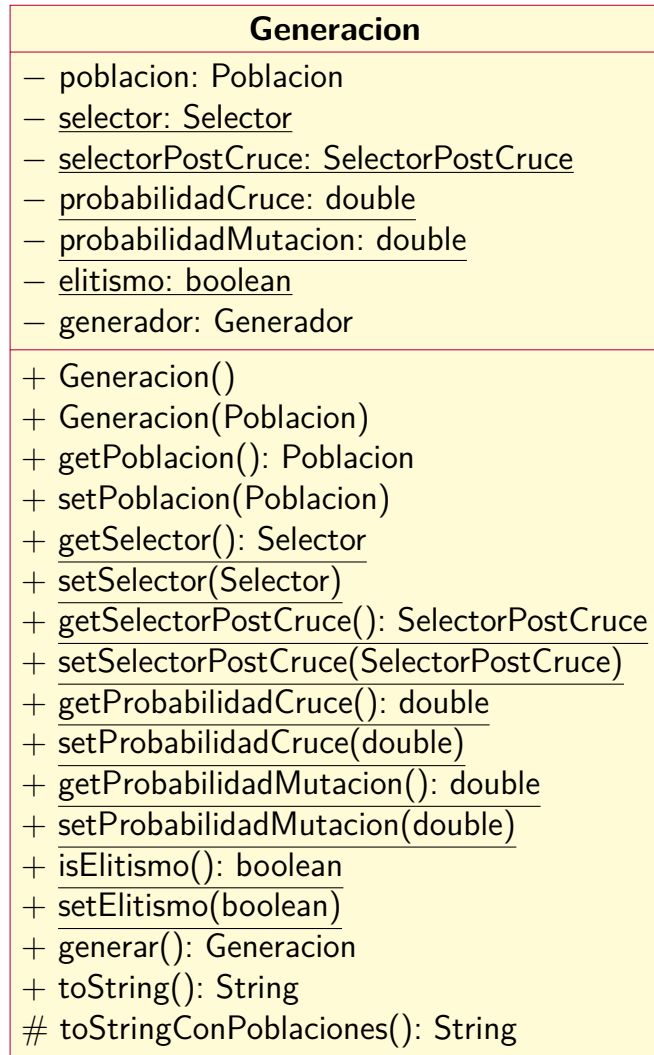 Generacion
− poblacion: Poblacion
− selector: Selector
− selectorPostCruce: SelectorPostCruce
− probabilidadCruce: double
− probabilidadMutacion: double
− elitismo: boolean
− generador: Generador
+ Generacion()
+ Generacion(Poblacion)
+ getPoblacion(): Poblacion
+ setPoblacion(Poblacion)
+ getSelector(): Selector
+ setSelector(Selector)
+ getSelectorPostCruce(): SelectorPostCruce
+ setSelectorPostCruce(SelectorPostCruce)
+ getProbabilidadCruce(): double
+ setProbabilidadCruce(double)
+ getProbabilidadMutacion(): double
+ setProbabilidadMutacion(double)
+ isElitismo(): boolean
+ setElitismo(boolean)
+ generar(): Generacion
+ toString(): String
# toStringConPoblaciones(): String